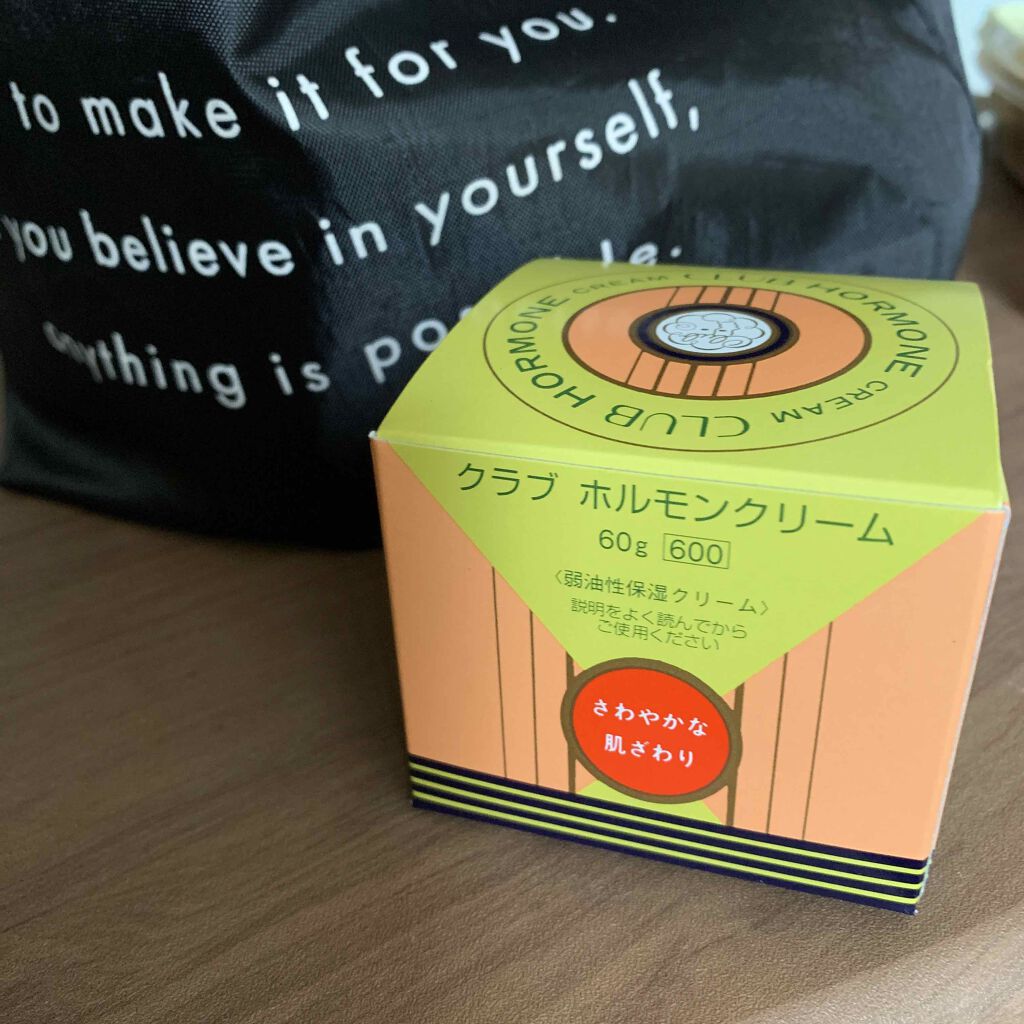 to make it for you.
you believe in yourself,
anything is
CLUB HORMONE CREAM CLUB HORMONE CREAM
クラブ ホルモンクリーム
60g 600
〈弱油性保湿クリーム〉
説明をよく読んでから
ご使用ください
さわやかな
肌ざわり